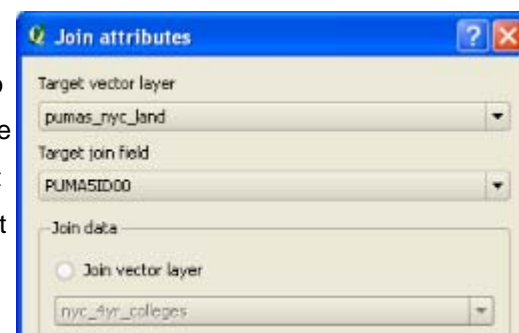 Join attributes
Target vector layer
pumas_nyc_land
Target join field
PUMA5ID00
Join data
Join vector layer
nyc_4yr_colleges